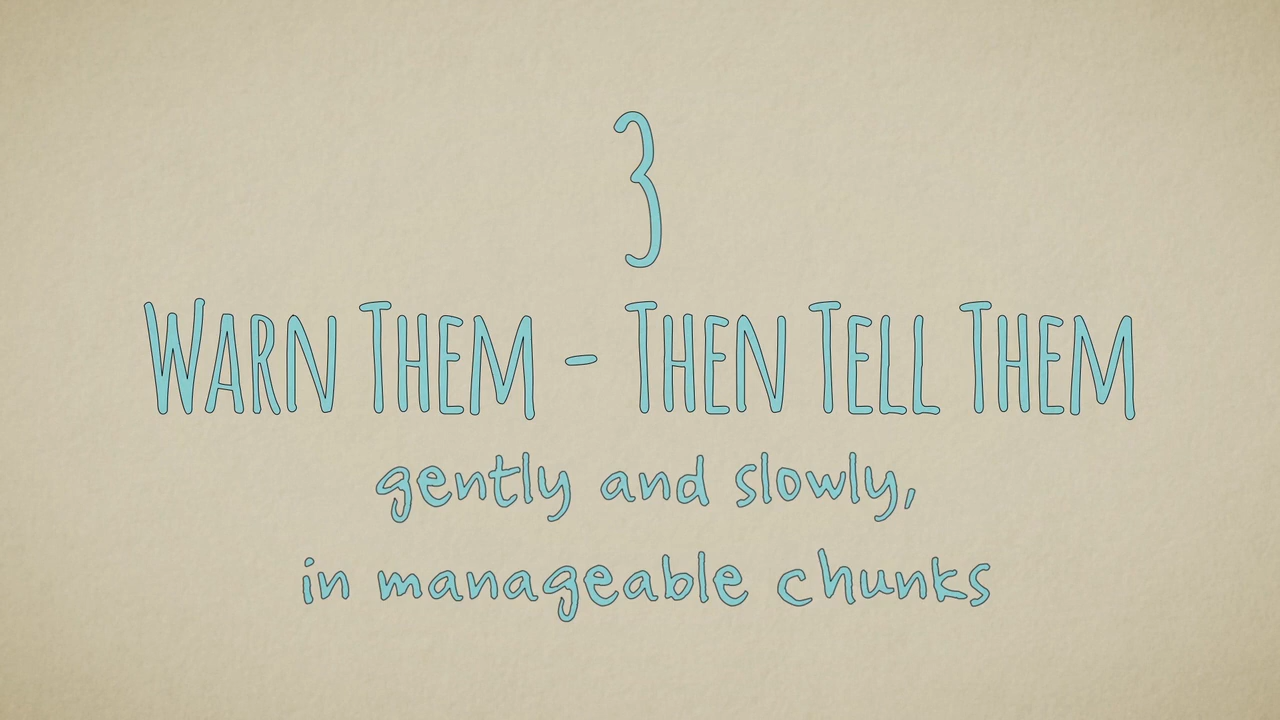 3
Warn Them - Then Tell Them
gently and slowly,
in manageable chunks